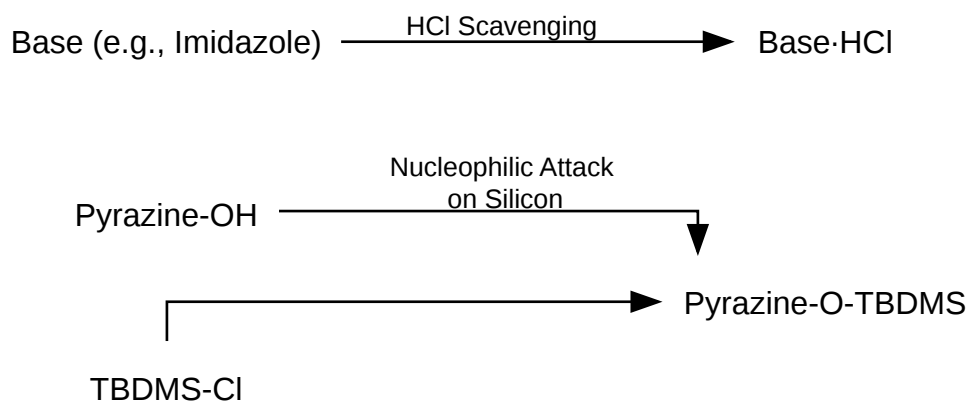 Base (e.g., Imidazole)
HCl Scavenging
Base·HCl
Nucleophilic Attack
on Silicon
Pyrazine-OH
Pyrazine-O-TBDMS
TBDMS-Cl